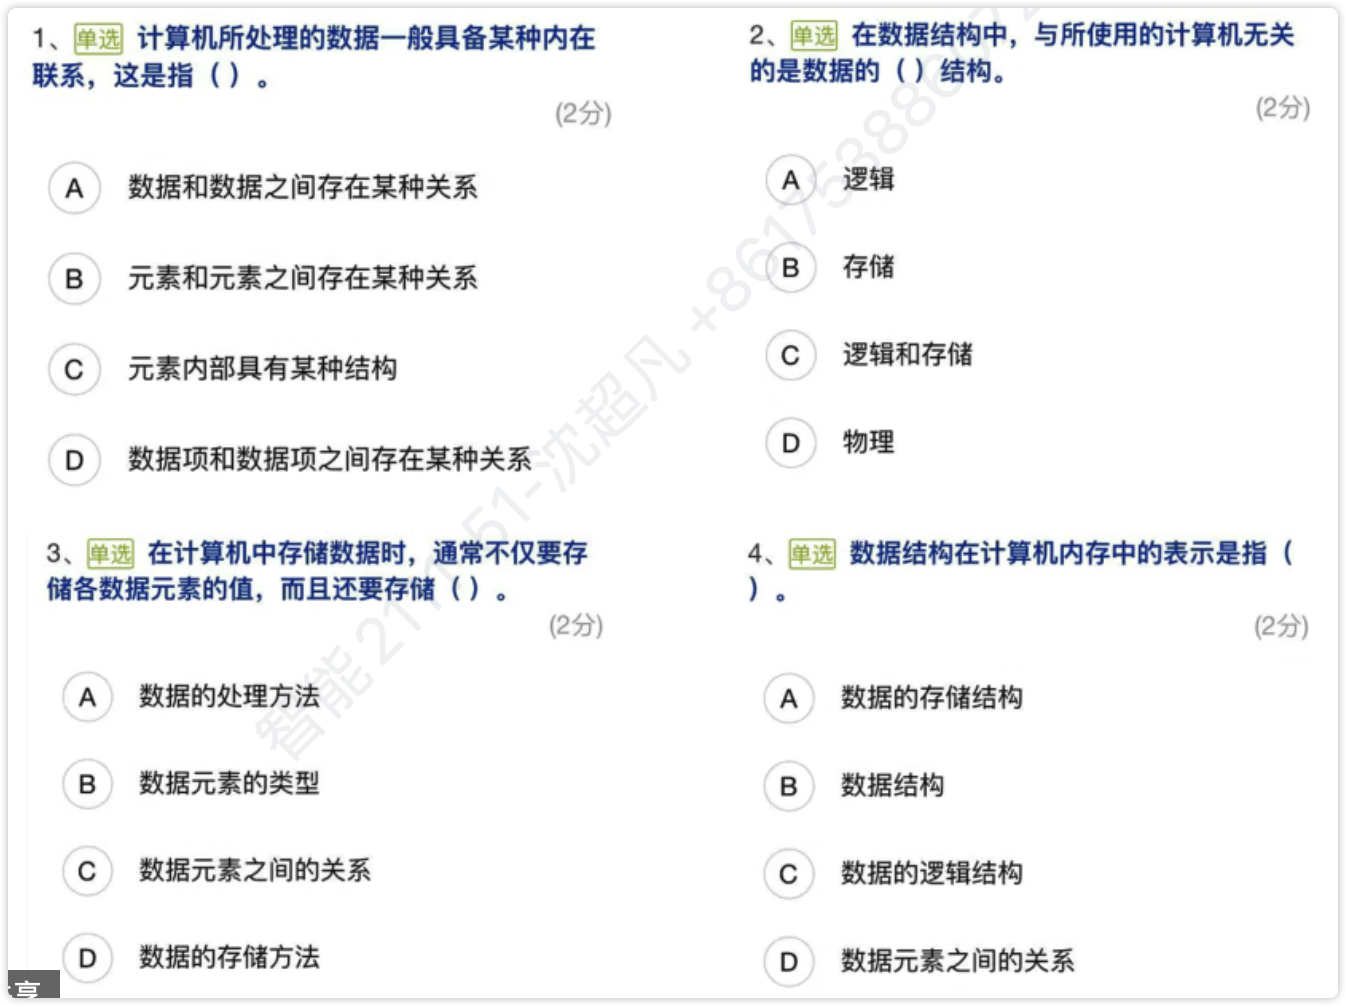 1、单选 计算机所处理的数据一般具备某种内在
联系，这是指（ ）。
(2分)
A 数据和数据之间存在某种关系
B 元素和元素之间存在某种关系
C 元素内部具有某种结构
D 数据项和数据项之间存在某种关系
2、单选 在数据结构中，与所使用的计算机无关
的是数据的（ ）结构。
(2分)
A 逻辑
B 存储
C 逻辑和存储
D 物理
3、单选 在计算机中存储数据时，通常不仅要存
储各数据元素的值，而且还要存储（ ）。
(2分)
A 数据的处理方法
B 数据元素的类型
C 数据元素之间的关系
D 数据的存储方法
4、单选 数据结构在计算机内存中的表示是指（
）。
(2分)
A 数据的存储结构
B 数据结构
C 数据的逻辑结构
D 数据元素之间的关系
享